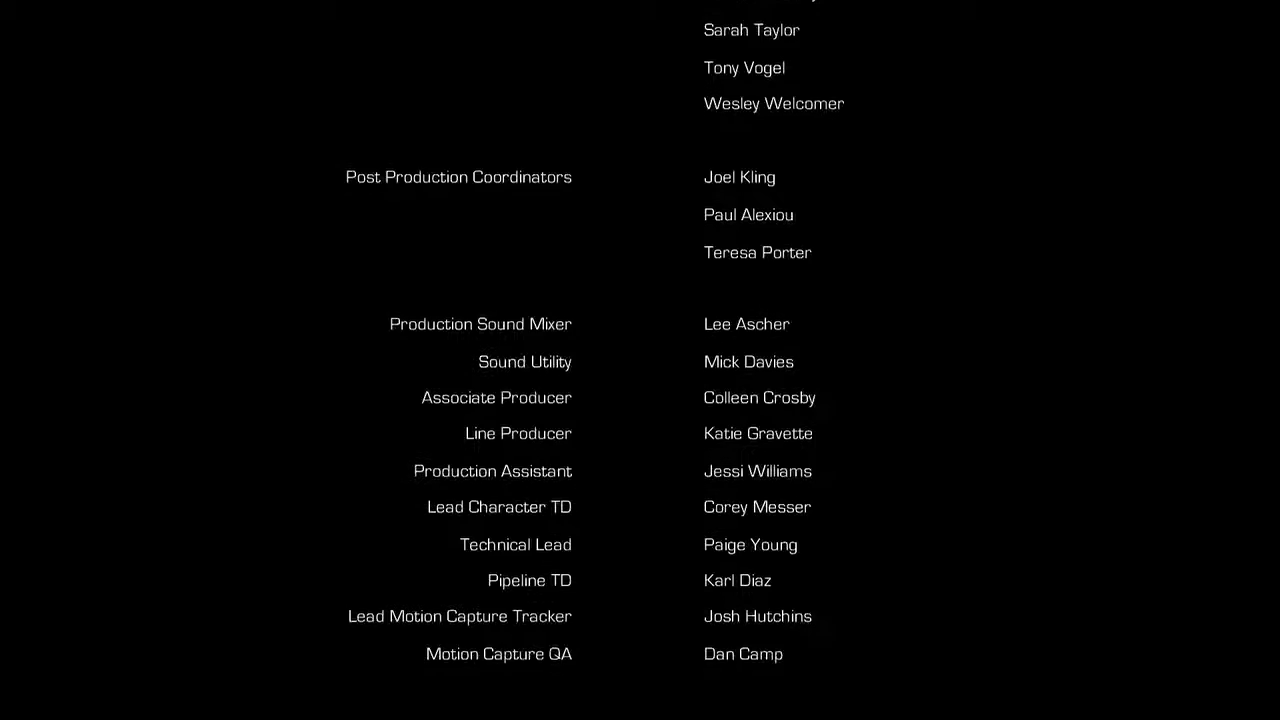 Sarah Taylor
Tony Vogel
Wesley Welcomer
Post Production Coordinators Joel Kling
Paul Alexiou
Teresa Porter
Production Sound Mixer Lee Ascher
Sound Utility Mick Davies
Associate Producer Colleen Crosby
Line Producer Katie Gravette
Production Assistant Jessi Williams
Lead Character TD Corey Messer
Technical Lead Paige Young
Pipeline TD Karl Diaz
Lead Motion Capture Tracker Josh Hutchins
Motion Capture QA Dan Camp